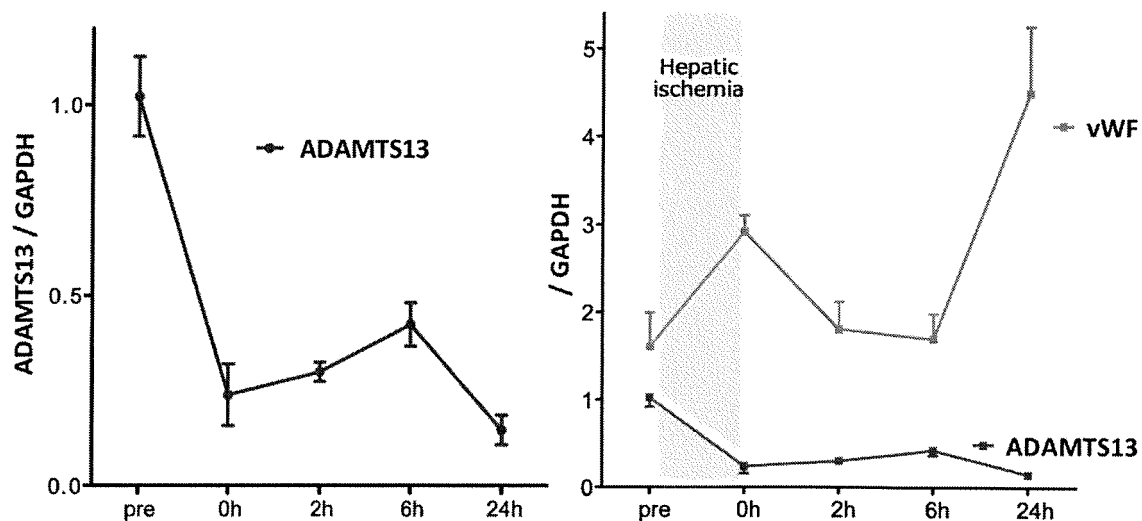 ADAMTS13 / GAPDH
1.0
0.5
0.0
ADAMTS13
pre 0h 2h 6h 24h
/ GAPDH
5
4
3
2
1
0
Hepatic
ischemia
vWF
ADAMTS13
pre 0h 2h 6h 24h